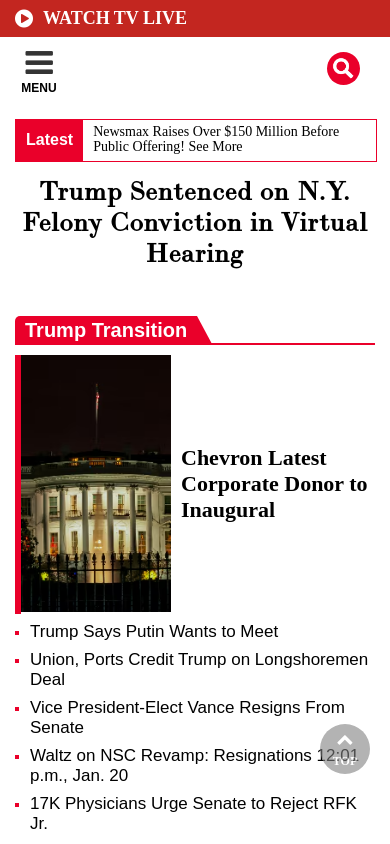 WATCH TV LIVE
MENU
Latest
Newsmax Raises Over $150 Million Before
Public Offering! See More
Trump Sentenced on N.Y.
Felony Conviction in Virtual
Hearing
Trump Transition
Chevron Latest
Corporate Donor to
Inaugural
Trump Says Putin Wants to Meet
Union, Ports Credit Trump on Longshoremen
Deal
Vice President-Elect Vance Resigns From
Senate
Waltz on NSC Revamp: Resignations 12:01
p.m., Jan. 20
TOP
17K Physicians Urge Senate to Reject RFK
Jr.